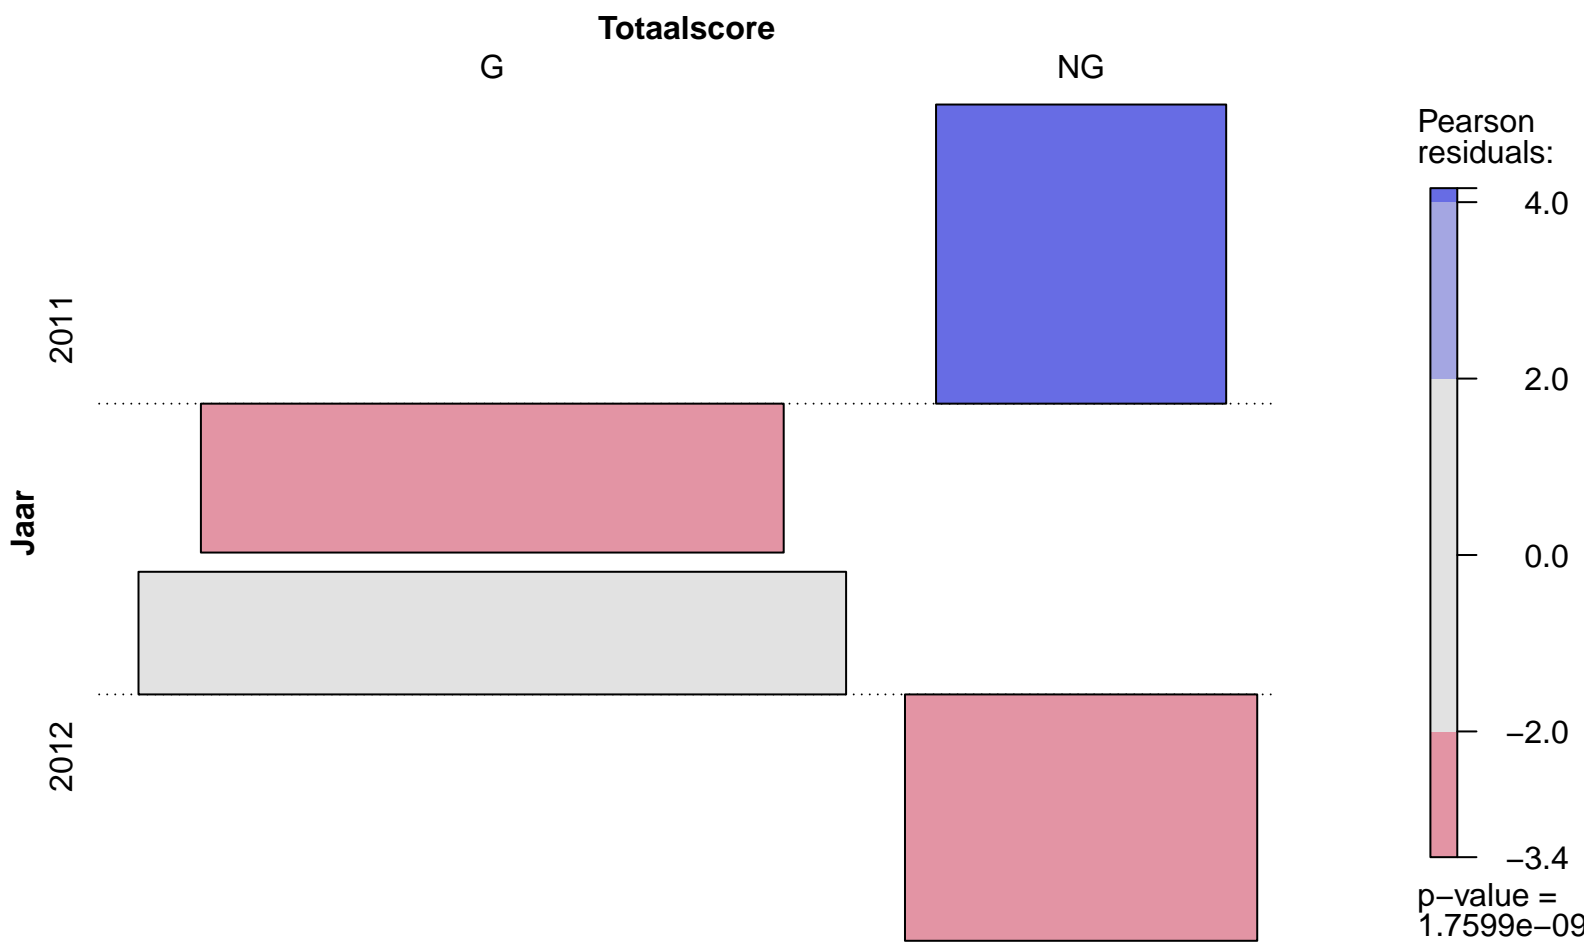 Totaalscore
G NG
Jaar
2011
2012
Pearson
residuals:
4.0
2.0
0.0
−2.0
−3.4
p−value =
1.7599e−09